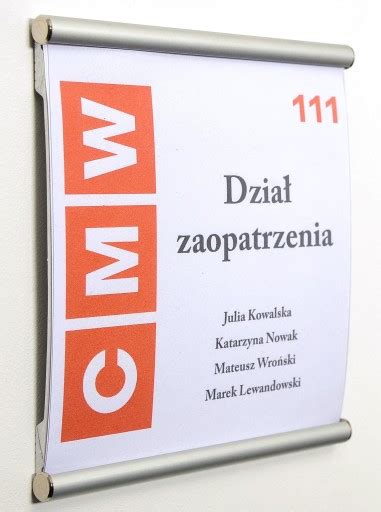 CMW
111
Dział
zaopatrzenia
Julia Kowalska
Katarzyna Nowak
Mateusz Wroński
Marek Lewandowski